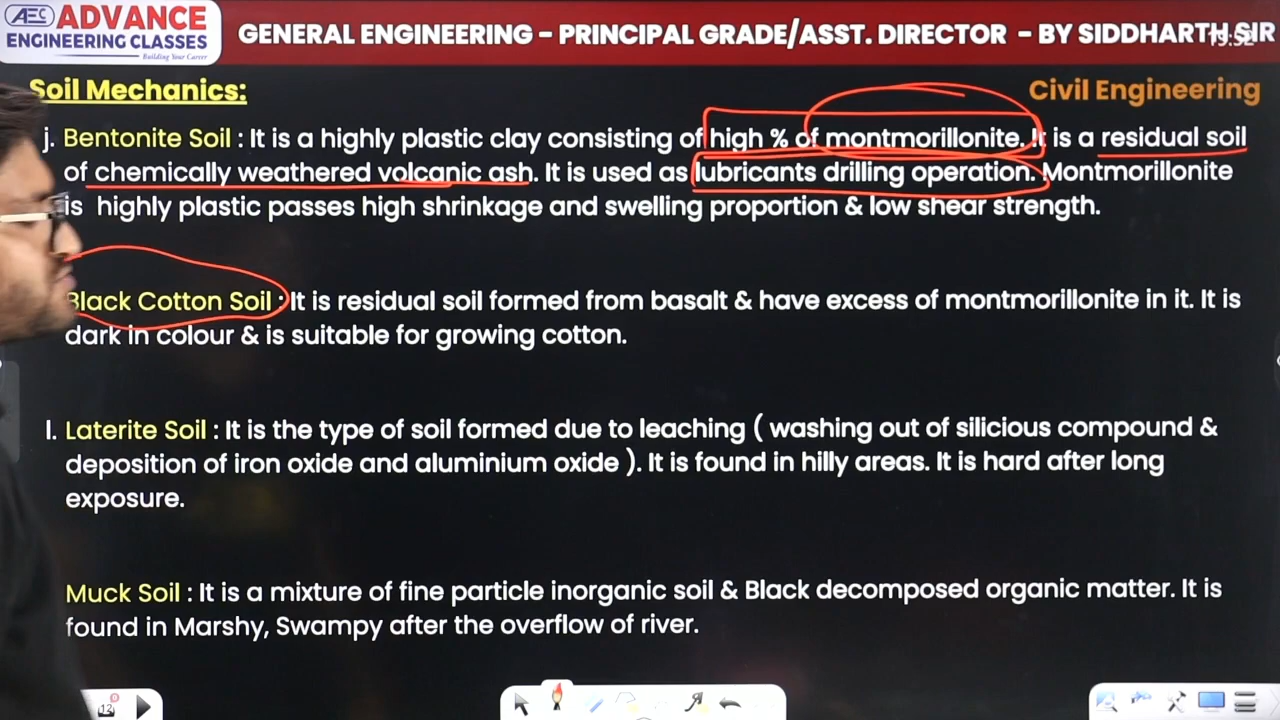 AEC ADVANCE
ENGINEERING CLASSES
Building Your Career
GENERAL ENGINEERING – PRINCIPAL GRADE/ASST. DIRECTOR - BY SIDDHARTH SIR
Soil Mechanics:
Civil Engineering
j. Bentonite Soil : It is a highly plastic clay consisting of high % of montmorillonite. It is a residual soil
of chemically weathered volcanic ash. It is used as lubricants drilling operation. Montmorillonite
is highly plastic passes high shrinkage and swelling proportion & low shear strength.
Black Cotton Soil : It is residual soil formed from basalt & have excess of montmorillonite in it. It is
dark in colour & is suitable for growing cotton.
l. Laterite Soil : It is the type of soil formed due to leaching ( washing out of silicious compound &
deposition of iron oxide and aluminium oxide ). It is found in hilly areas. It is hard after long
exposure.
Muck Soil : It is a mixture of fine particle inorganic soil & Black decomposed organic matter. It is
found in Marshy, Swampy after the overflow of river.